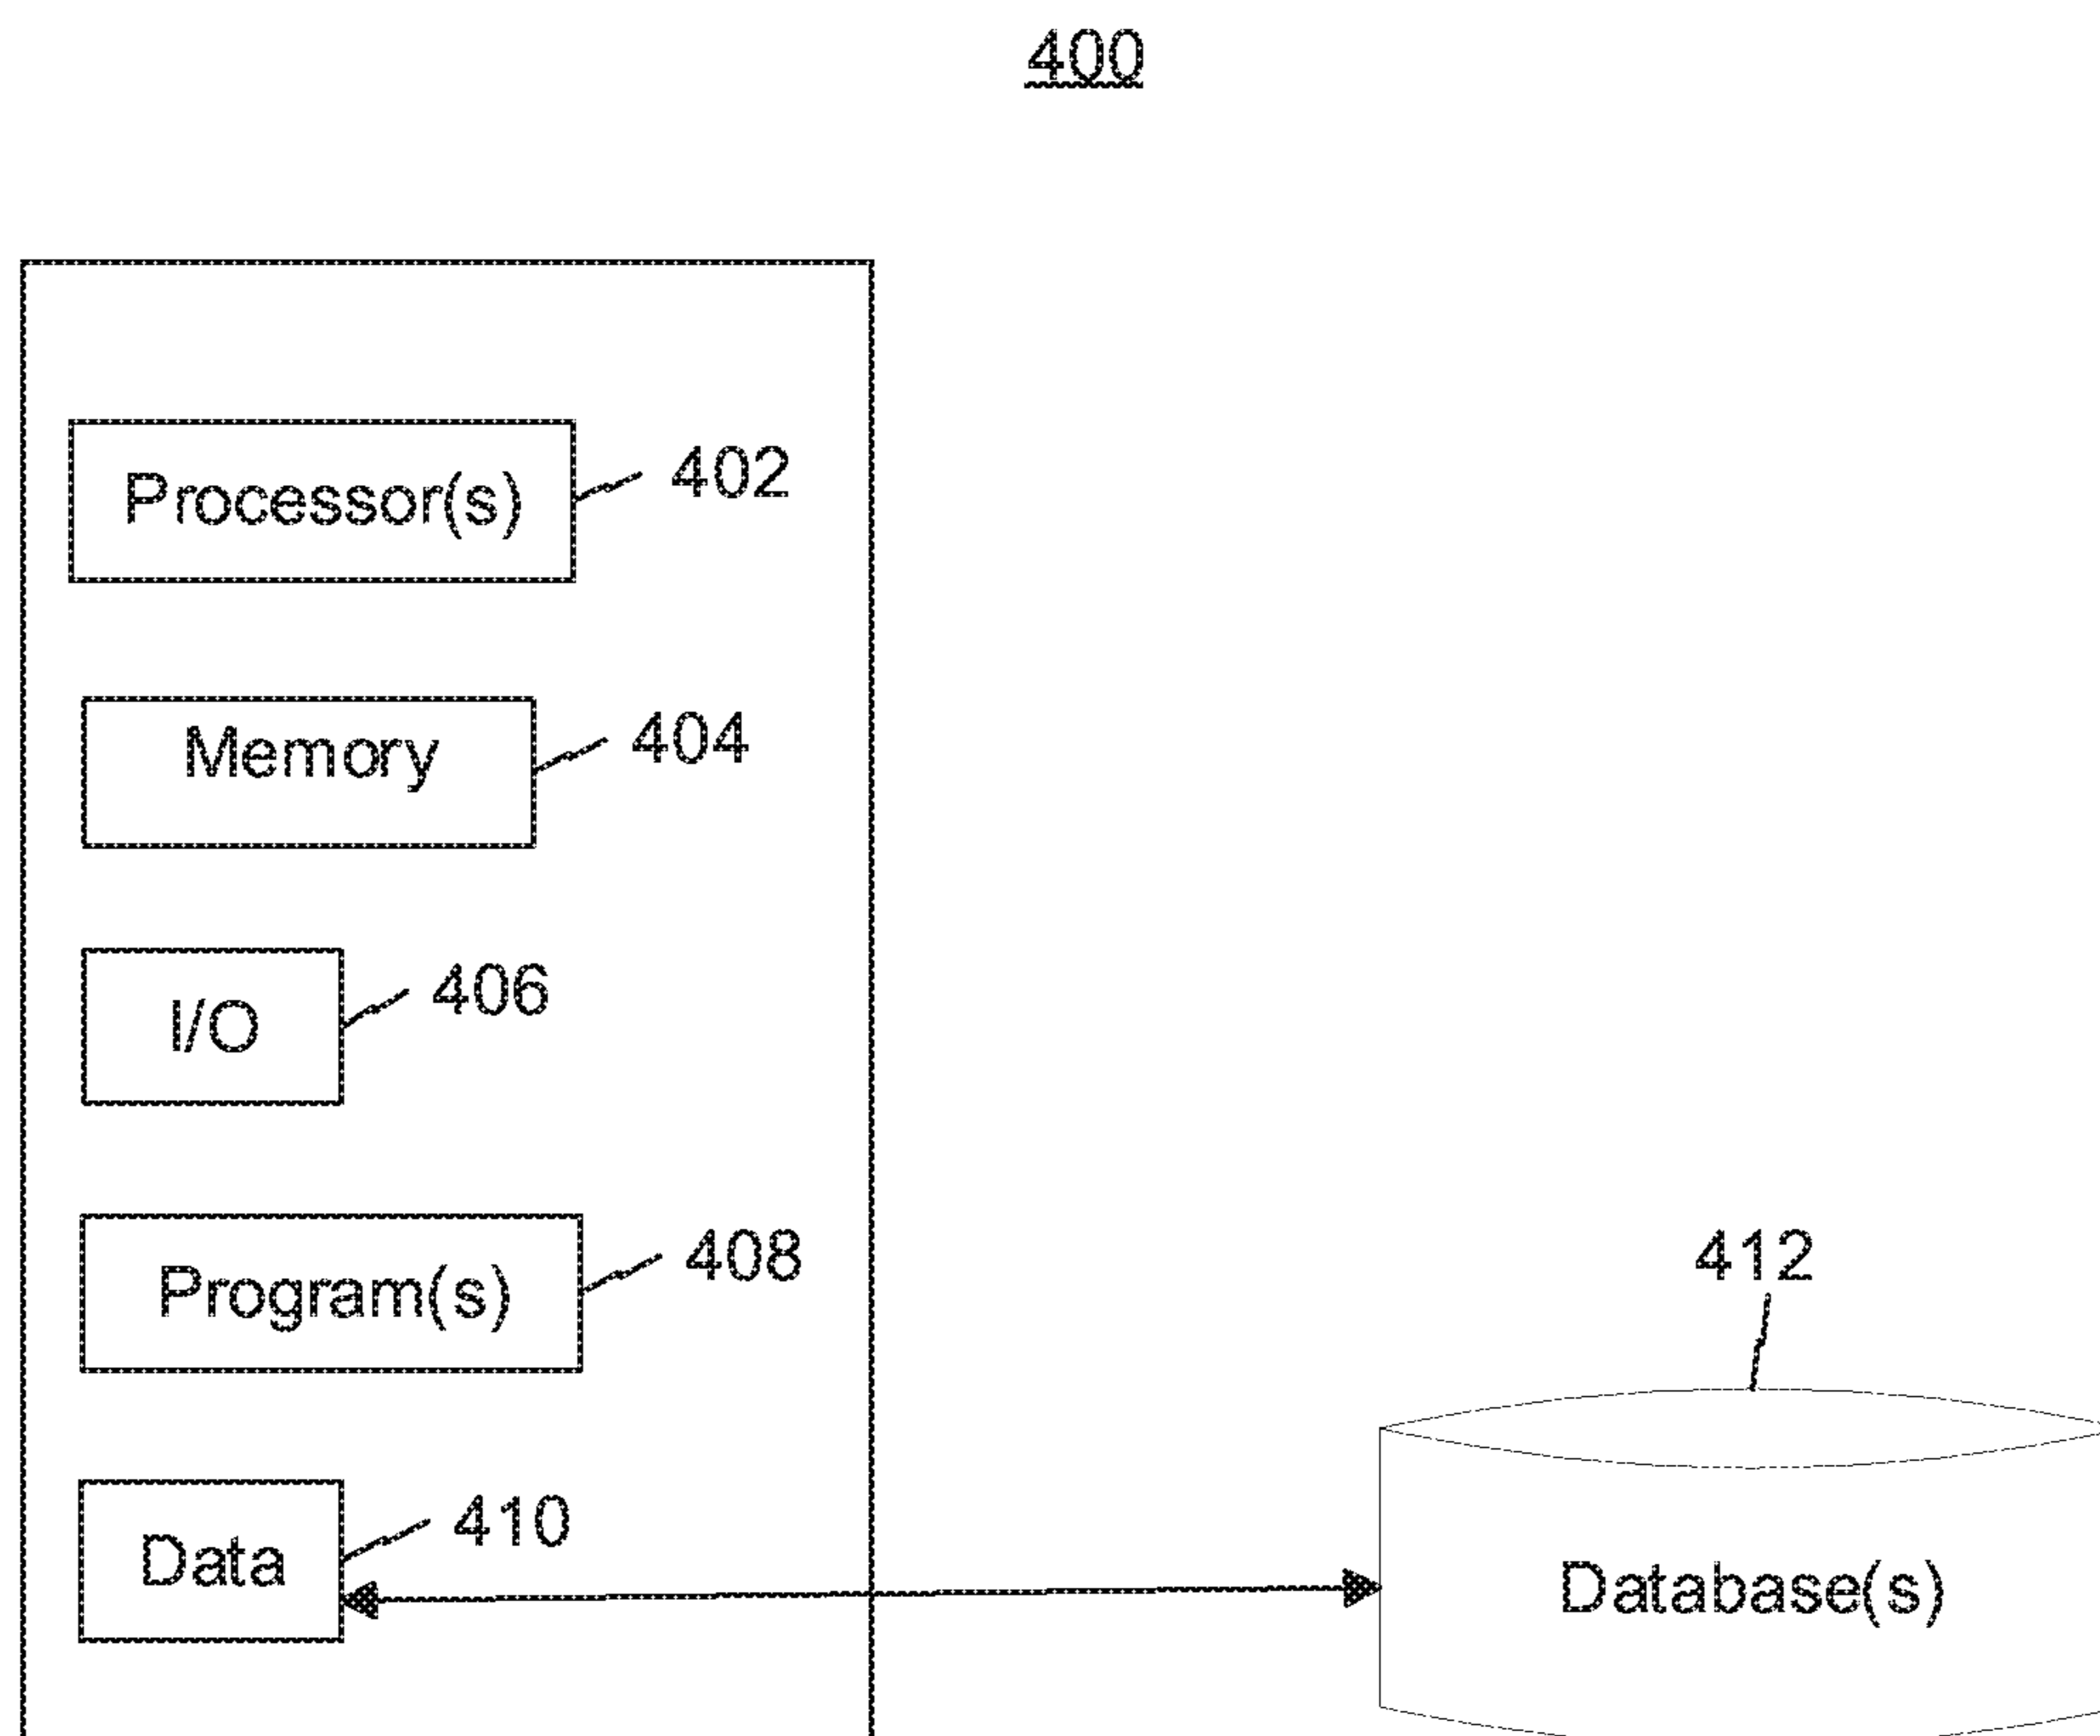 400
Processor(s) 402
Memory 404
I/O 406
Program(s) 408
412
Data 410
Database(s)